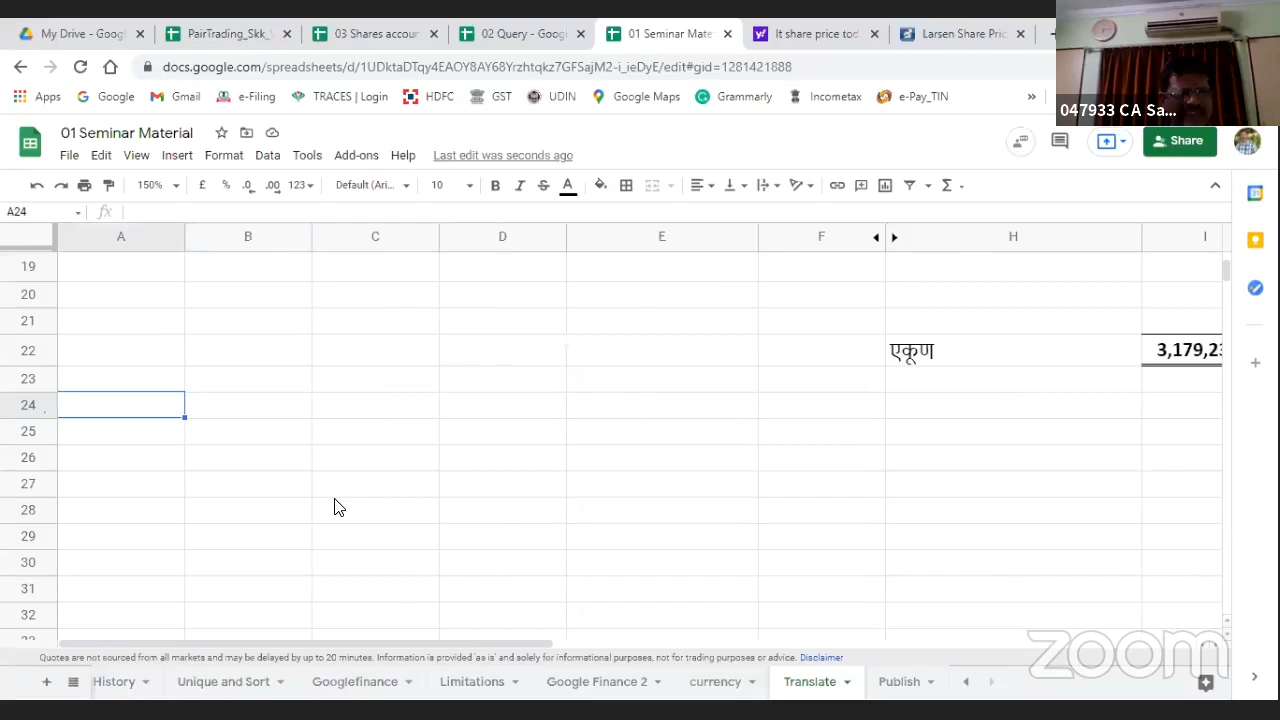 My Drive - Googl
PairTrading_Skk_
03 Shares accour
02 Query - Googl
01 Seminar Mate
It share price tod
Larsen Share Pric
docs.google.com/spreadsheets/d/1UDktaDTqy4EAOY8AY68Yrzhtqkz7GFSajM2-i_ieDyE/edit#gid=1281421888
Apps Google Gmail e-Filing TRACES | Login HDFC GST UDIN Google Maps Grammarly Incometax e-Pay_TIN »
047933 CA Sa...
01 Seminar Material
Share
File Edit View Insert Format Data Tools Add-ons Help Last edit was seconds ago
150% £ % .0 .00 123 Default (Ari... 10 B I S A
A24 fx
A B C D E F H I
19
20
21
22 एकूण 3,179,23
23
24
25
26
27
28
29
30
31
32
33
zoom
Quotes are not sourced from all markets and may be delayed by up to 20 minutes. Information is provided 'as is' and solely for informational purposes, not for trading purposes or advice. Disclaimer
History Unique and Sort Googlefinance Limitations Google Finance 2 currency Translate Publish